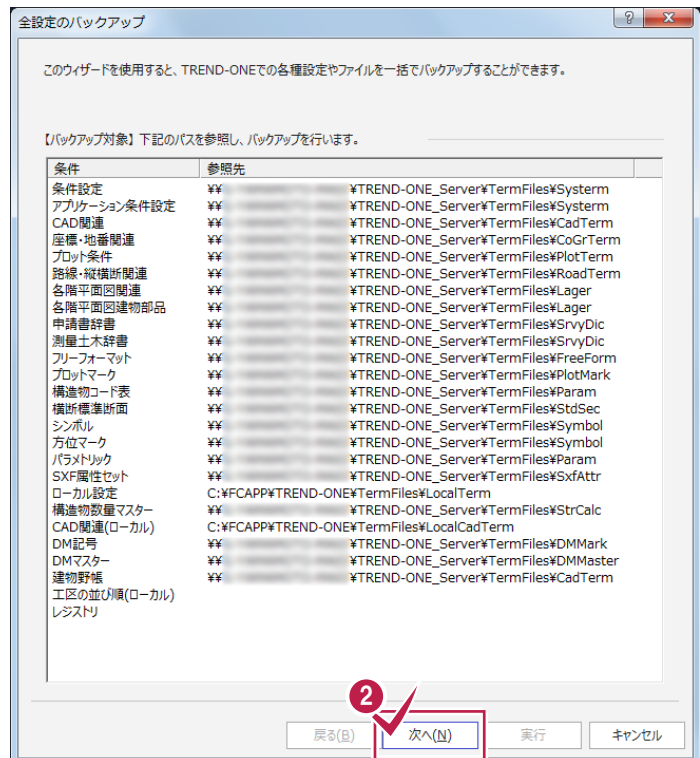 全設定のバックアップ
このウィザードを使用すると、TREND-ONEでの各種設定やファイルを一括でバックアップすることができます。
【バックアップ対象】下記のパスを参照し、バックアップを行います。
条件 参照先
条件設定 ¥¥ ¥TREND-ONE_Server¥TermFiles¥Systerm
アプリケーション条件設定 ¥¥ ¥TREND-ONE_Server¥TermFiles¥Systerm
CAD関連 ¥¥ ¥TREND-ONE_Server¥TermFiles¥CadTerm
座標・地番関連 ¥¥ ¥TREND-ONE_Server¥TermFiles¥CoGrTerm
プロット条件 ¥¥ ¥TREND-ONE_Server¥TermFiles¥PlotTerm
路線・縦横断関連 ¥¥ ¥TREND-ONE_Server¥TermFiles¥RoadTerm
各階平面図関連 ¥¥ ¥TREND-ONE_Server¥TermFiles¥Lager
各階平面図建物部品 ¥¥ ¥TREND-ONE_Server¥TermFiles¥Lager
申請書辞書 ¥¥ ¥TREND-ONE_Server¥TermFiles¥SrvyDic
測量土木辞書 ¥¥ ¥TREND-ONE_Server¥TermFiles¥SrvyDic
フリーフォーマット ¥¥ ¥TREND-ONE_Server¥TermFiles¥FreeForm
プロットマーク ¥¥ ¥TREND-ONE_Server¥TermFiles¥PlotMark
構造物コード表 ¥¥ ¥TREND-ONE_Server¥TermFiles¥Param
横断標準断面 ¥¥ ¥TREND-ONE_Server¥TermFiles¥StdSec
シンボル ¥¥ ¥TREND-ONE_Server¥TermFiles¥Symbol
方位マーク ¥¥ ¥TREND-ONE_Server¥TermFiles¥Symbol
パラメトリック ¥¥ ¥TREND-ONE_Server¥TermFiles¥Param
SXF属性セット ¥¥ ¥TREND-ONE_Server¥TermFiles¥SxfAttr
ローカル設定 C:¥FCAPP¥TREND-ONE¥TermFiles¥LocalTerm
構造物数量マスター ¥¥ ¥TREND-ONE_Server¥TermFiles¥StrCalc
CAD関連(ローカル) C:¥FCAPP¥TREND-ONE¥TermFiles¥LocalCadTerm
DM記号 ¥¥ ¥TREND-ONE_Server¥TermFiles¥DMMark
DMマスター ¥¥ ¥TREND-ONE_Server¥TermFiles¥DMMaster
建物野帳 ¥¥ ¥TREND-ONE_Server¥TermFiles¥CadTerm
工区の並び順(ローカル)
レジストリ
2
戻る(B) 次へ(N) 実行 キャンセル